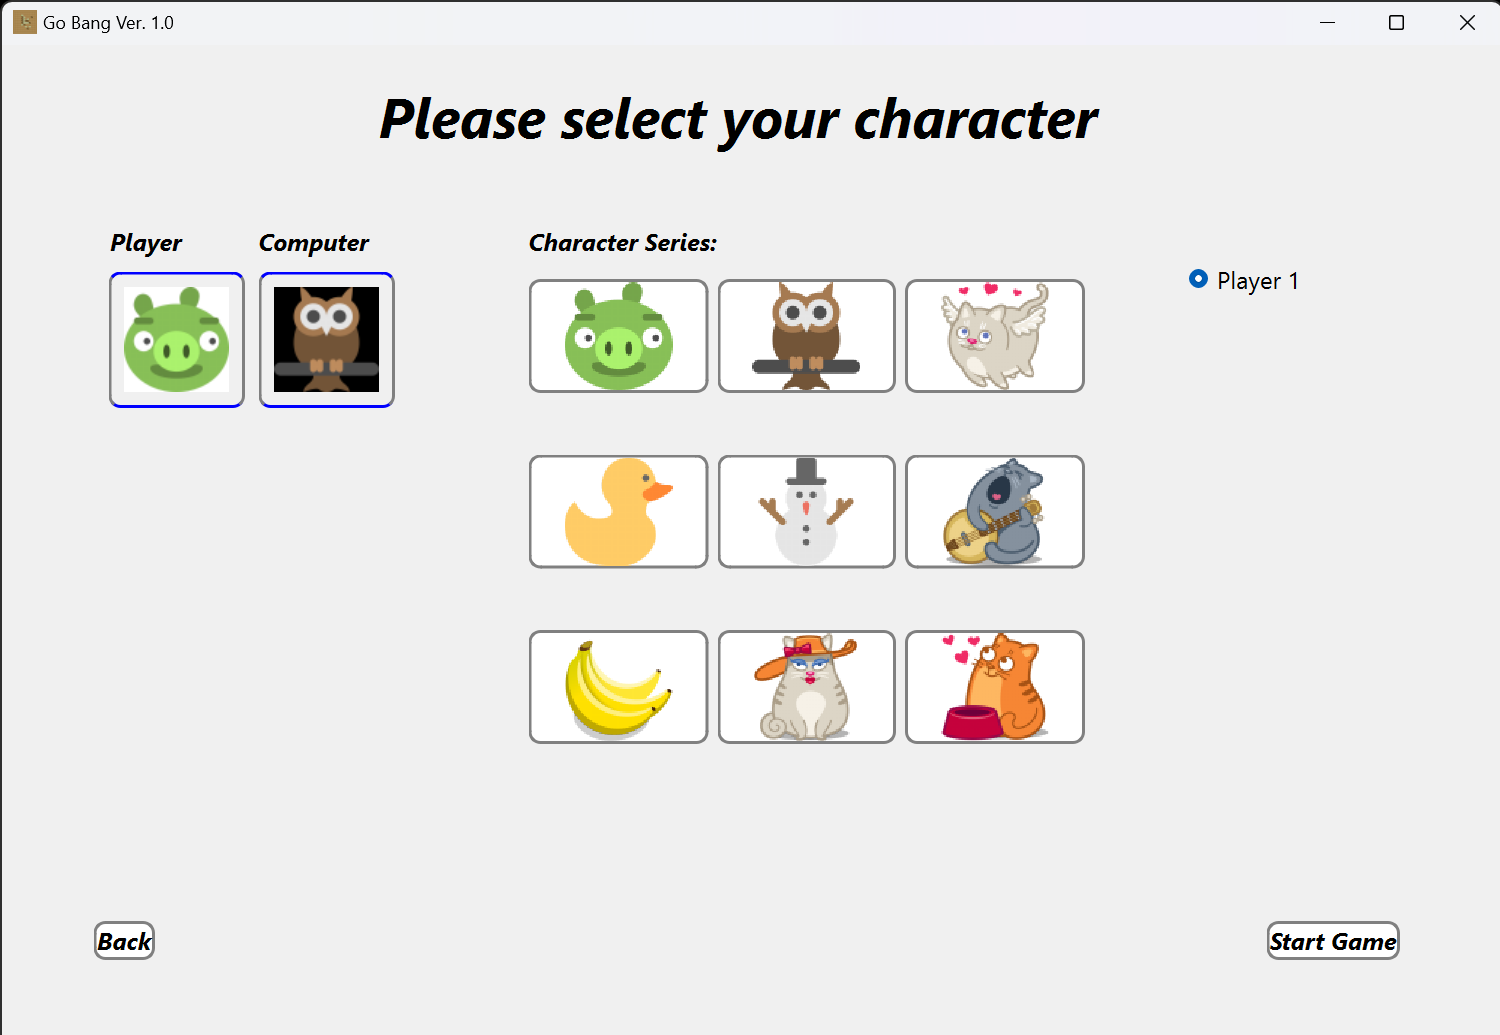 Go Bang Ver. 1.0
Please select your character
Player
Computer
Character Series:
Player 1
Back
Start Game